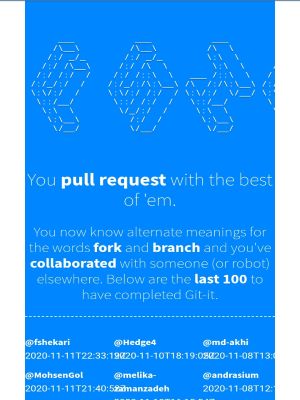 You pull request with the best
of 'em.
You now know alternate meanings for
the words fork and branch and you've
collaborated with someone (or robot)
elsewhere. Below are the last 100 to
have completed Git-it.
@fshekari @Hedge4 @md-akhi
2020-11-11T22:33:19Z 2020-11-10T18:19:05Z 2020-11-08T13:0
@MohsenGol @melika- @andrasium
2020-11-11T21:40:52Z zamanzadeh 2020-11-08T12:1